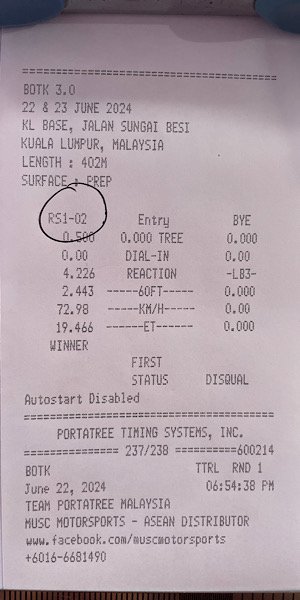 ========================================
BOTK 3.0
22 & 23 JUNE 2024
KL BASE, JALAN SUNGAI BESI
KUALA LUMPUR, MALAYSIA
LENGTH : 402M
SURFACE : PREP
RS1-02 Entry BYE
0.500 0.000 TREE 0.000
0.00 DIAL-IN 0.00
4.226 REACTION -LB3-
2.443 -----60FT----- 0.000
72.98 -----KM/H----- 0.00
19.466 ------ET------ 0.000
WINNER
FIRST
STATUS DISQUAL
Autostart Disabled
========================================
PORTATREE TIMING SYSTEMS, INC.
=============== 237/238 ==========600214
BOTK TTRL RND 1
June 22, 2024 06:54:38 PM
TEAM PORTATREE MALAYSIA
MUSC MOTORSPORTS - ASEAN DISTRIBUTOR
www.facebook.com/muscmotorsports
+6016-6681490